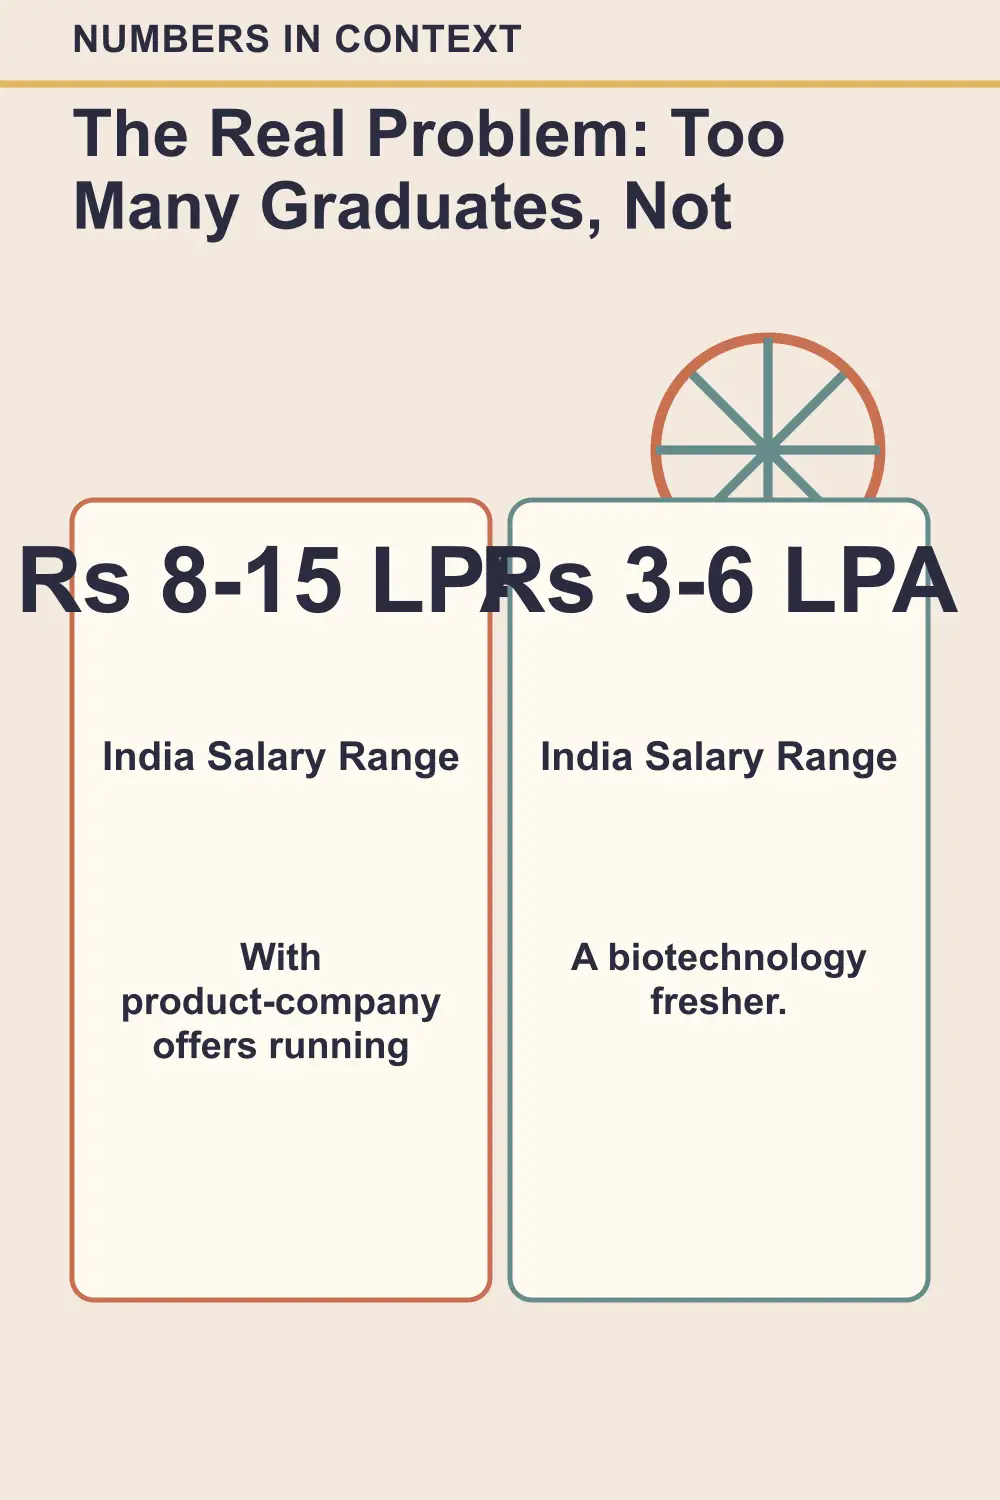 NUMBERS IN CONTEXT
The Real Problem: Too
Many Graduates, Not
Rs 8-15 LPA
Rs 3-6 LPA
India Salary Range
India Salary Range
With
product-company
offers running
A biotechnology
fresher.